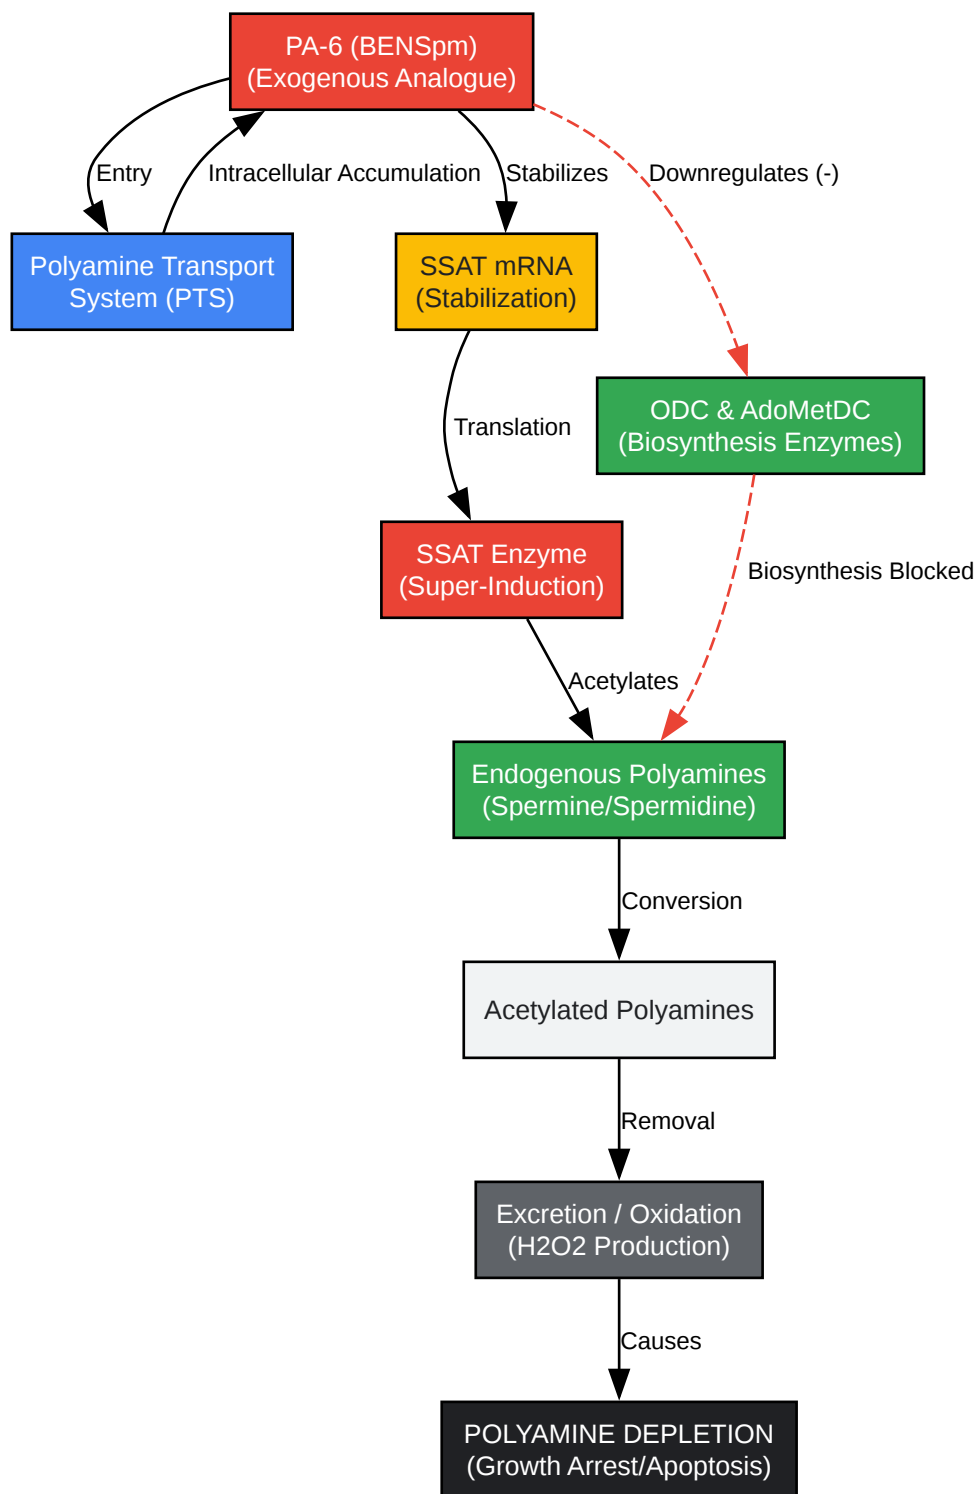 PA-6 (BENSpm)
(Exogenous Analogue)
Entry
Intracellular Accumulation
Stabilizes
Downregulates (-)
Polyamine Transport
System (PTS)
SSAT mRNA
(Stabilization)
ODC & AdoMetDC
(Biosynthesis Enzymes)
Translation
SSAT Enzyme
(Super-Induction)
Biosynthesis Blocked
Acetylates
Endogenous Polyamines
(Spermine/Spermidine)
Conversion
Acetylated Polyamines
Removal
Excretion / Oxidation
(H2O2 Production)
Causes
POLYAMINE DEPLETION
(Growth Arrest/Apoptosis)